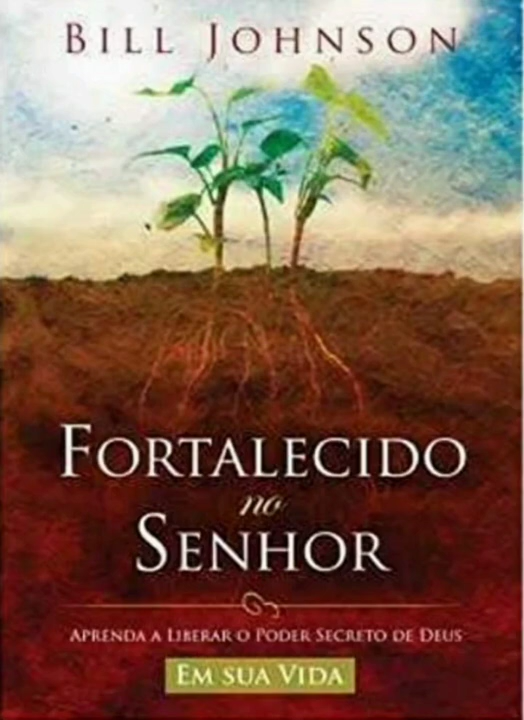 BILL JOHNSON
FORTALECIDO
no
SENHOR
APRENDA A LIBERAR O PODER SECRETO DE DEUS
EM SUA VIDA